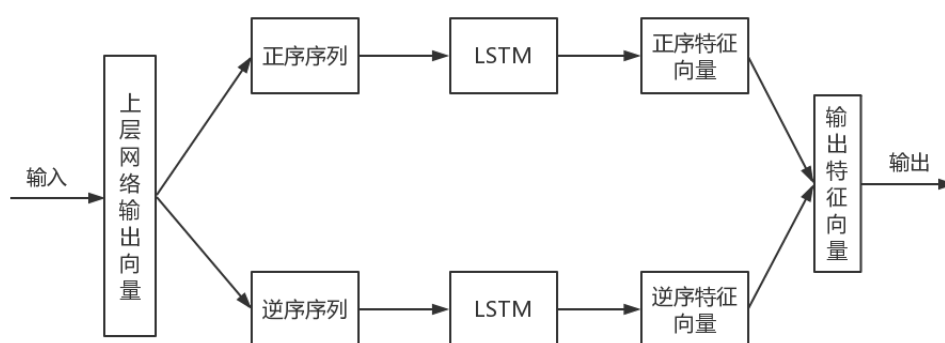 输入
上层网络输出向量
正序序列
LSTM
正序特征
向量
逆序序列
LSTM
逆序特征
向量
输出特征向量
输出